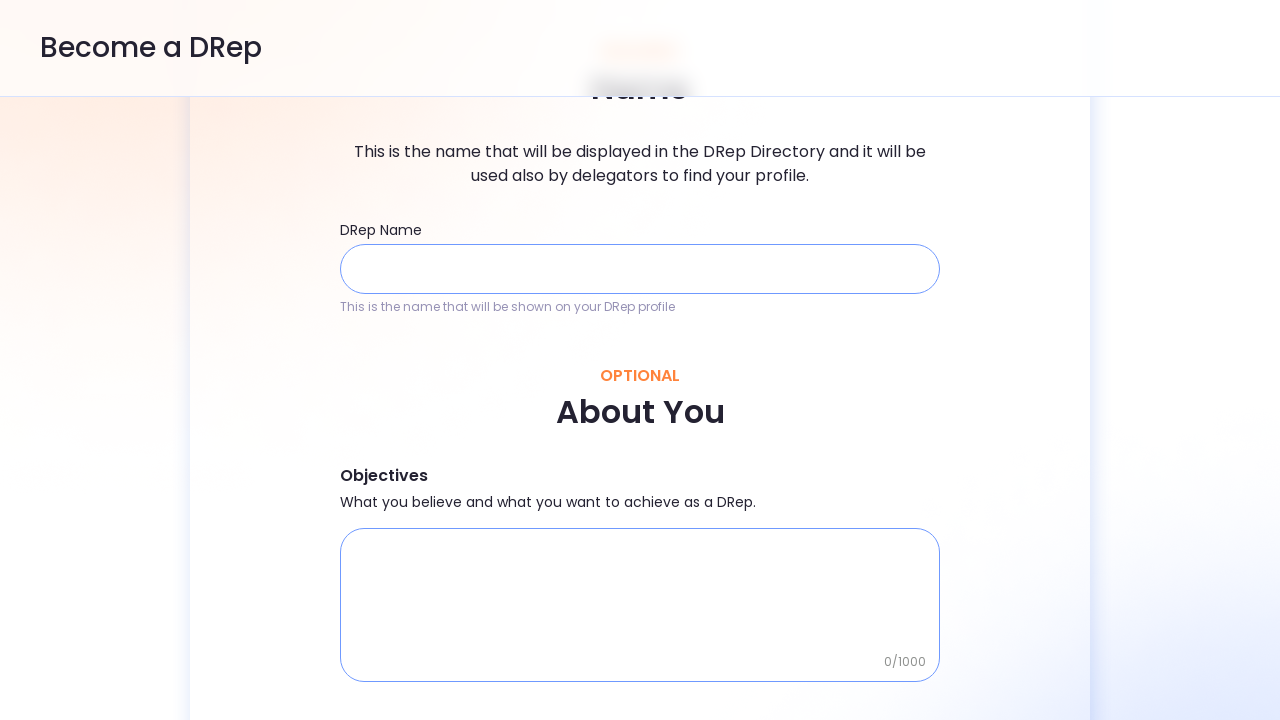 Become a DRep
Name
This is the name that will be displayed in the DRep Directory and it will be
used also by delegators to find your profile.
DRep Name
This is the name that will be shown on your DRep profile
OPTIONAL
About You
Objectives
What you believe and what you want to achieve as a DRep.
0/1000